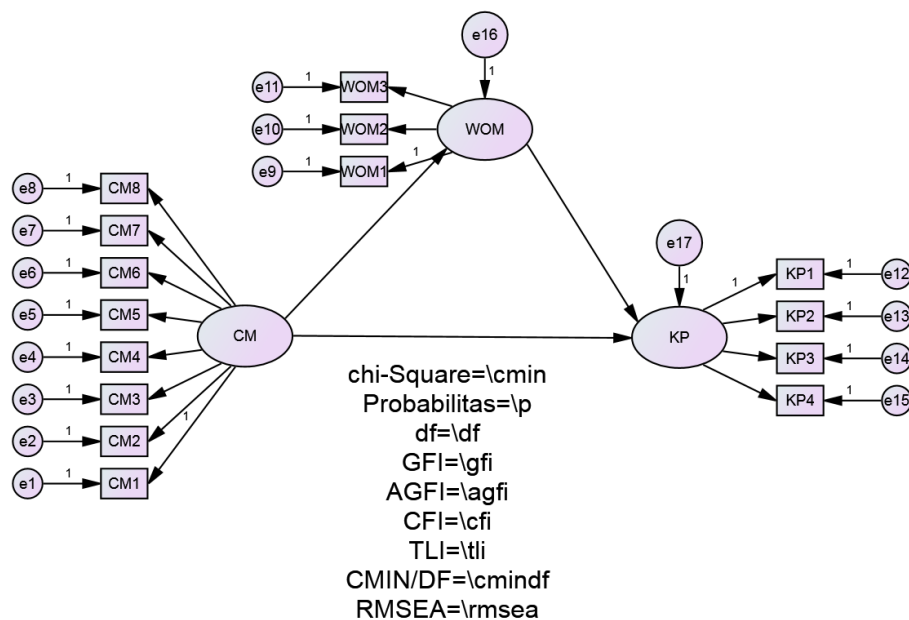 e16
1
e11 1 WOM3
e10 1 WOM2
e9 1 WOM1
1
WOM
e8 1 CM8
e7 1 CM7
e6 1 CM6
e5 1 CM5
e4 1 CM4
e3 1 CM3
e2 1 CM2
e1 1 CM1
1
CM
e17
1
KP
1
KP1 1 e12
KP2 1 e13
KP3 1 e14
KP4 1 e15
chi-Square=\cmin
Probabilitas=\p
df=\df
GFI=\gfi
AGFI=\agfi
CFI=\cfi
TLI=\tli
CMIN/DF=\cmindf
RMSEA=\rmsea